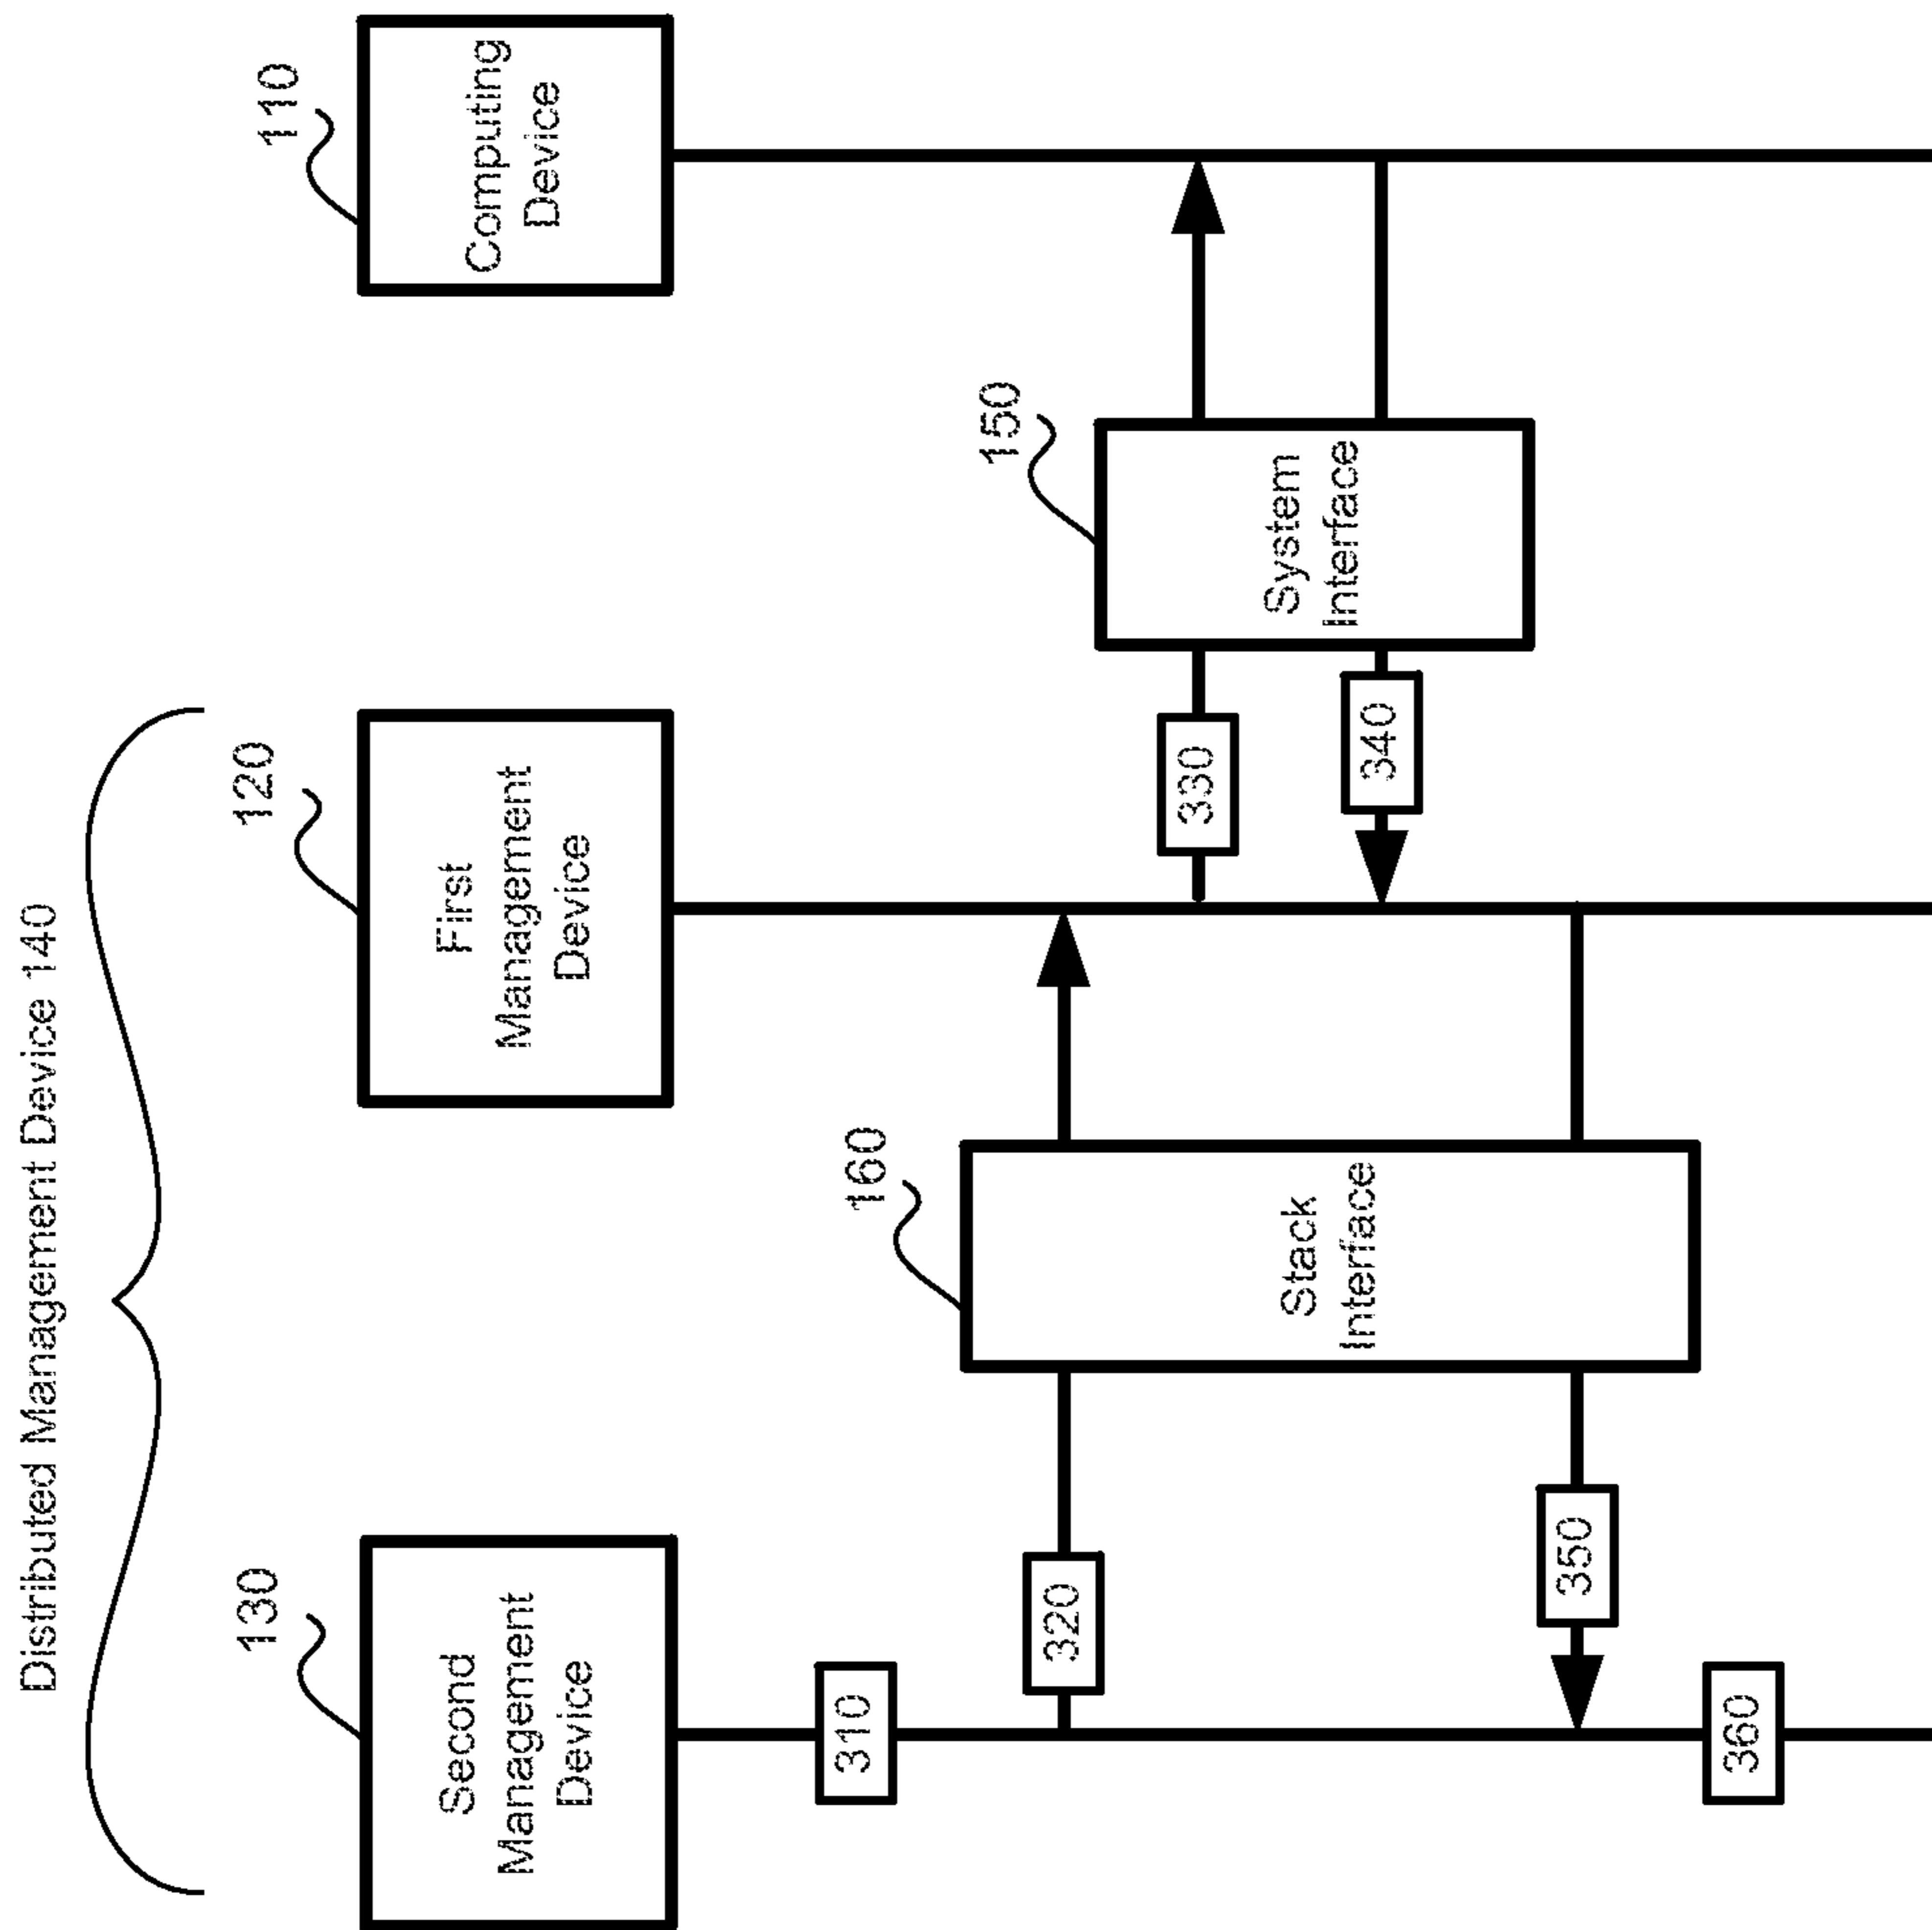 Distributed Management Device 140
130
Second
Management
Device
120
First
Management
Device
110
Computing
Device
160
Stack
Interface
150
System
Interface
310
320
330
340
350
360